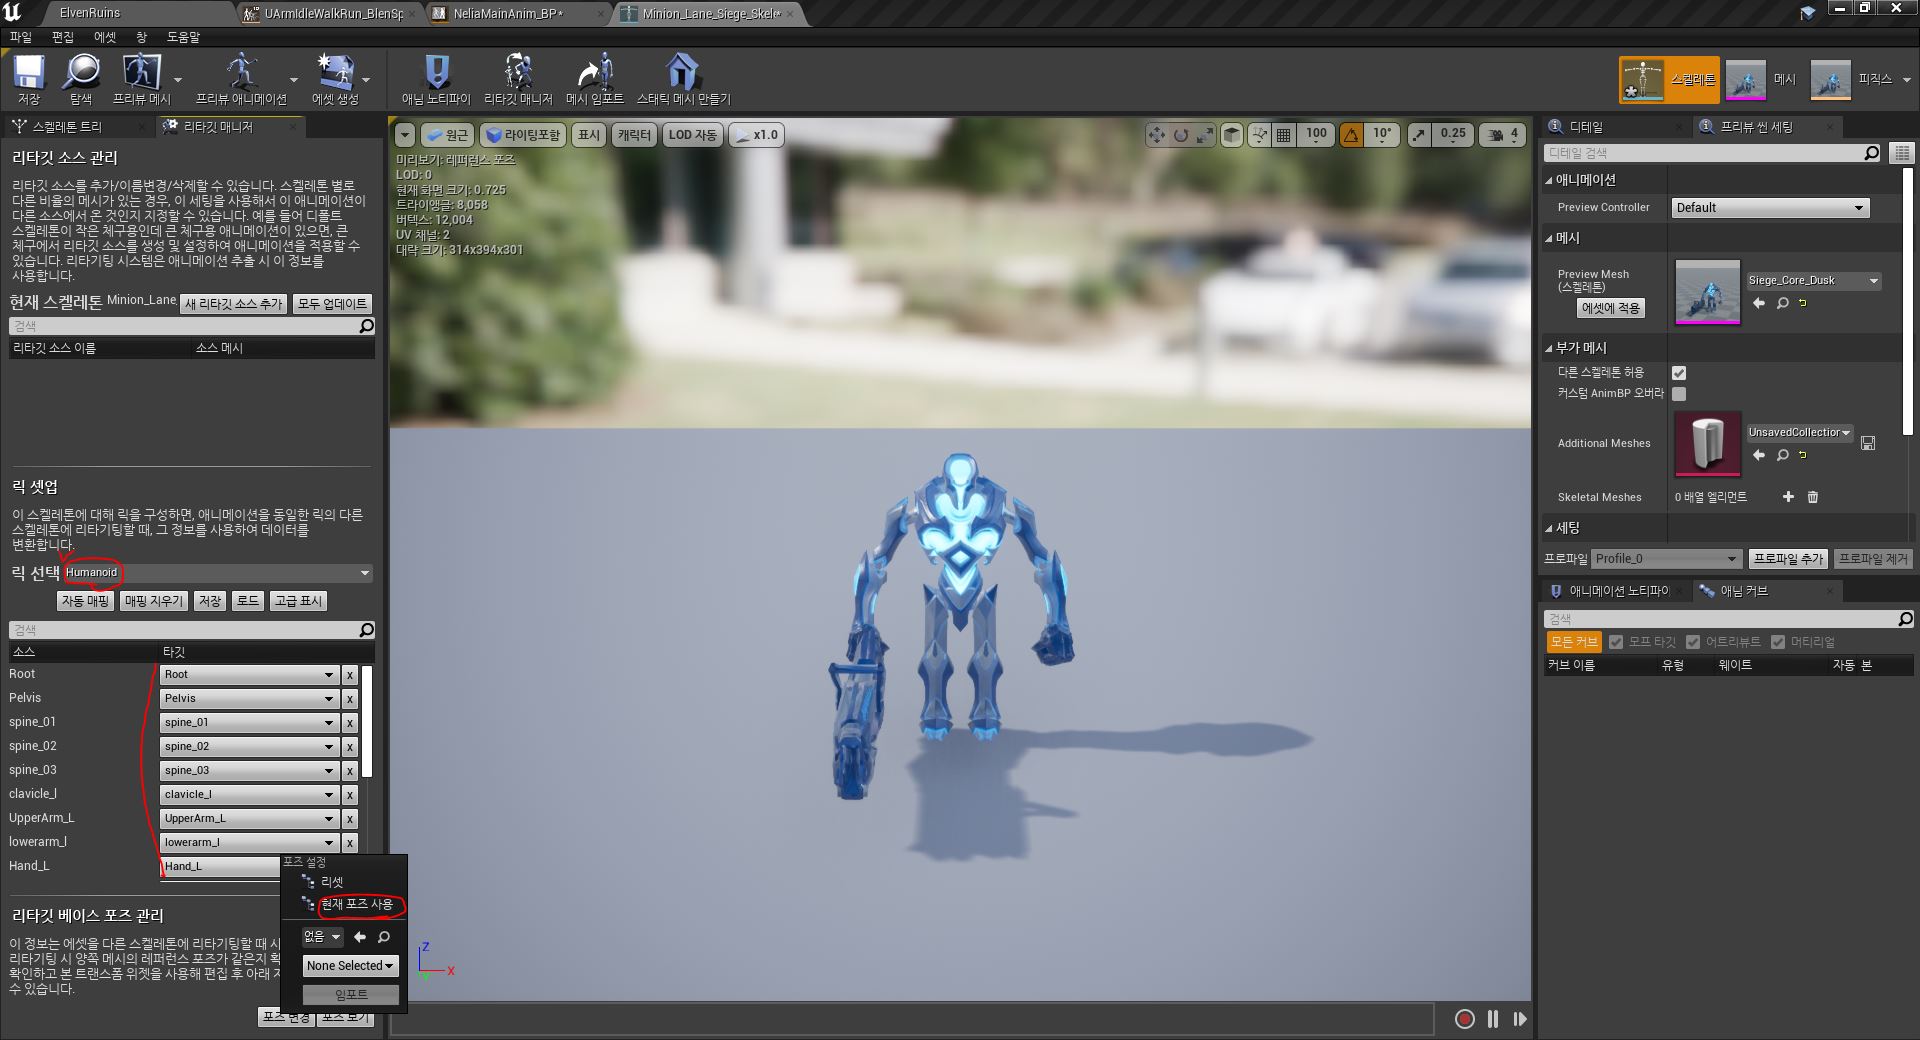 ElvenRuins
UArmIdleWalkRun_BlenSp
NeliaMainAnim_BP*
Minion_Lane_Siege_Skel•*
파일 편집 에셋 창 도움말
저장
탐색
프리뷰 메시
프리뷰 애니메이션
에셋 생성
애님 노티파이
리타깃 매니저
메시 임포트
스태틱 메시 만들기
스켈레톤
메시
피직스
스켈레톤 트리
리타깃 매니저
리타깃 소스 관리
리타깃 소스를 추가/이름변경/삭제할 수 있습니다. 스켈레톤 별로
다른 비율의 메시가 있는 경우, 이 세팅을 사용해서 이 애니메이션이
다른 소스에서 온 것인지 지정할 수 있습니다. 예를 들어 디폴트
스켈레톤이 작은 체구용인데 큰 체구용 애니메이션이 있으면, 큰
체구에서 리타깃 소스를 생성 및 설정하여 애니메이션을 적용할 수
있습니다. 리타기팅 시스템은 애니메이션 추출 시 이 정보를
사용합니다.
현재 스켈레톤 Minion_Lane_ 새 리타깃 소스 추가 모두 업데이트
검색
리타깃 소스 이름 소스 메시
릭 셋업
이 스켈레톤에 대해 릭을 구성하면, 애니메이션을 동일한 릭의 다른
스켈레톤에 리타기팅할 때, 그 정보를 사용하여 데이터를
변환합니다.
릭 선택 Humanoid
자동 매핑 매핑 지우기 저장 로드 고급 표시
검색
소스 타깃
Root Root x
Pelvis Pelvis x
spine_01 spine_01 x
spine_02 spine_02 x
spine_03 spine_03 x
clavicle_l clavicle_l x
UpperArm_L UpperArm_L x
lowerarm_l lowerarm_l x
Hand_L Hand_L
포즈 설정
리셋
현재 포즈 사용
없음
None Selected
임포트
리타깃 베이스 포즈 관리
이 정보는 에셋을 다른 스켈레톤에 리타기팅할 때 사
리타기팅 시 양쪽 메시의 레퍼런스 포즈가 같은지 확
확인하고 본 트랜스폼 위젯을 사용해 편집 후 아래 저
수 있습니다.
포즈 변경 포즈 보기
원근 라이팅포함 표시 캐릭터 LOD 자동 x1.0
100 10° 0.25 4
미리보기: 레퍼런스 포즈
LOD: 0
현재 화면 크기: 0.725
트라이앵글: 8,058
버텍스: 12,004
UV 채널: 2
대략 크기: 314x394x301
Z
X
디테일
프리뷰 씬 세팅
디테일 검색
애니메이션
Preview Controller Default
메시
Preview Mesh
(스켈레톤)
에셋에 적용
Siege_Core_Dusk
부가 메시
다른 스켈레톤 허용
커스텀 AnimBP 오버라
Additional Meshes
UnsavedCollection
Skeletal Meshes 0 배열 엘리먼트
세팅
프로파일 Profile_0 프로파일 추가 프로파일 제거
애니메이션 노티파이
애님 커브
검색
모든 커브 모프 타깃 어트리뷰트 머티리얼
커브 이름 유형 웨이트 자동 본